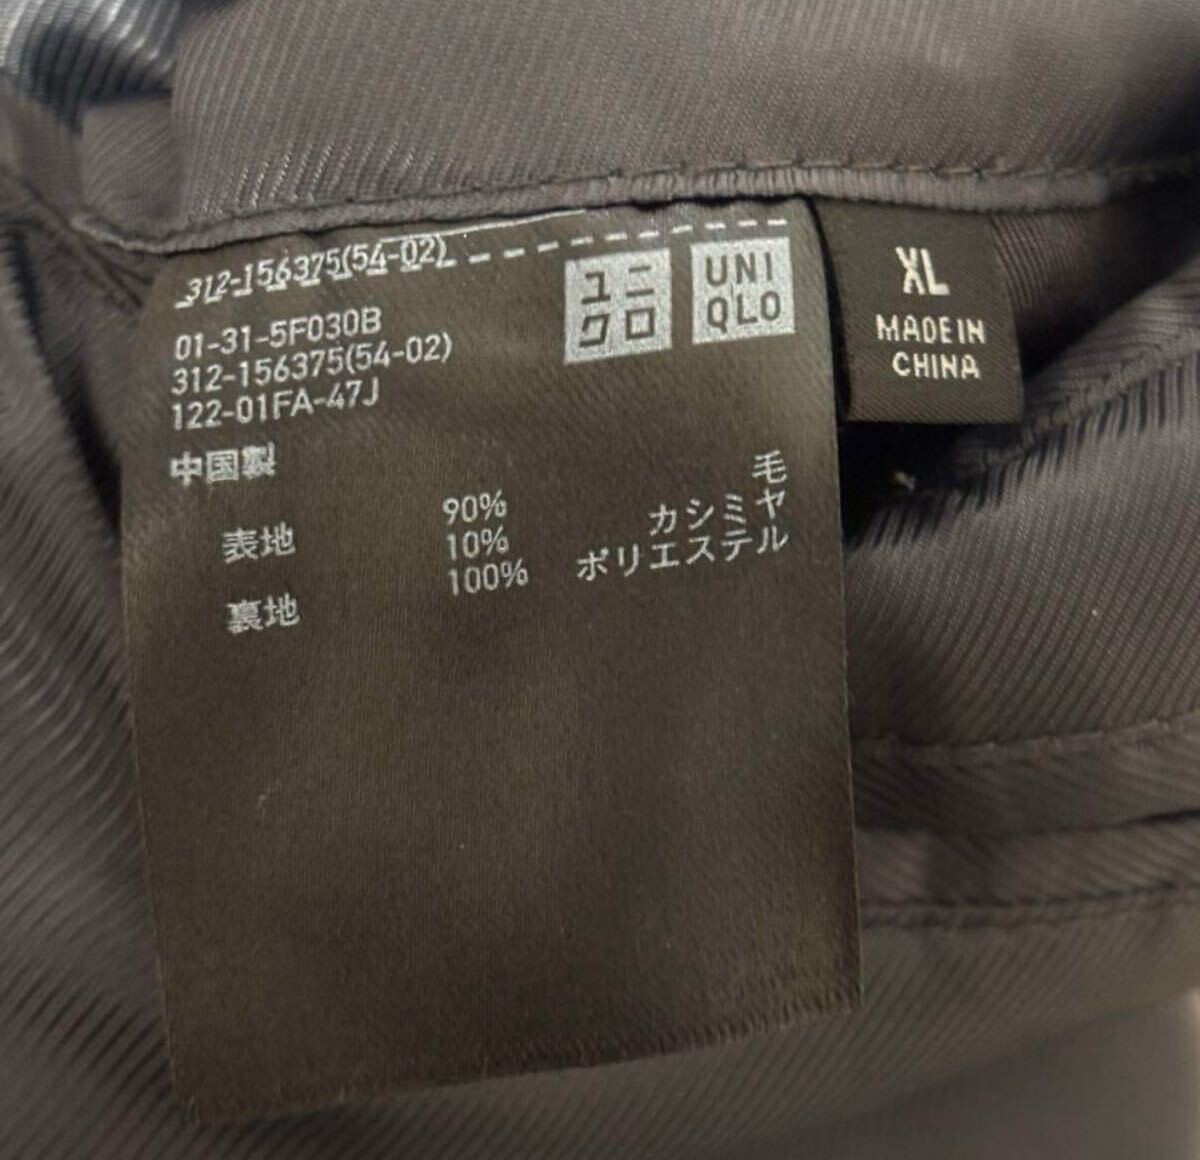 312-156375(54-02)
01-31-5F030B
312-156375(54-02)
122-01FA-47J
ユニ
クロ
UNI
QLO
XL
MADE IN
CHINA
中国製
表地 90% 毛
10% カシミヤ
裏地 100% ポリエステル